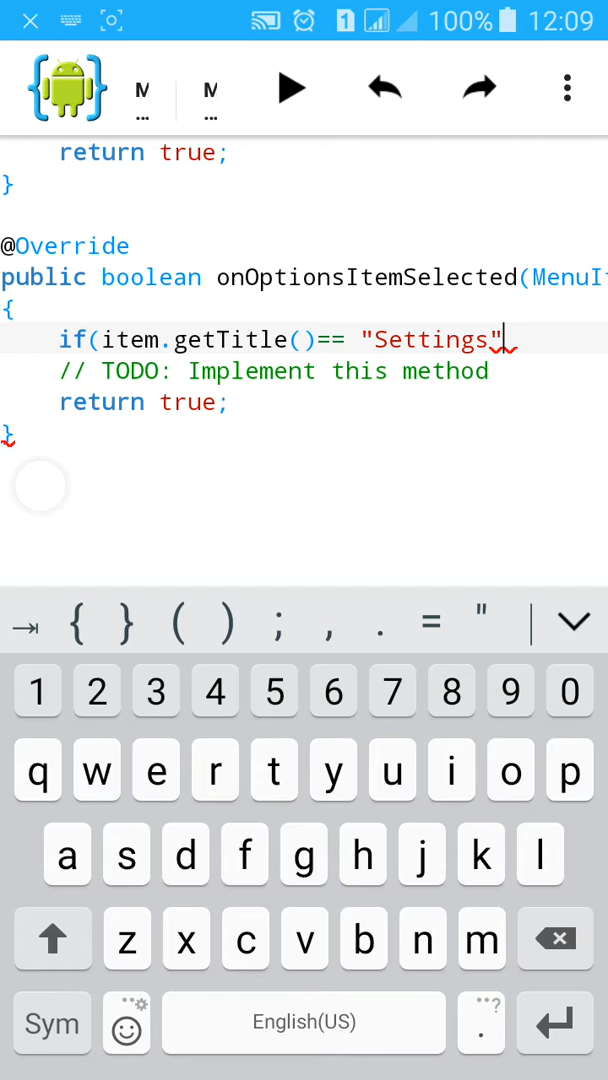 1 100% 12:09
M... M...
return true;
}
@Override
public boolean onOptionsItemSelected(MenuIt
{
if(item.getTitle()== "Settings"
// TODO: Implement this method
return true;
}
{ } ( ) ; , . = " |
1 2 3 4 5 6 7 8 9 0
q w e r t y u i o p
a s d f g h j k l
z x c v b n m
Sym English(US) . ?